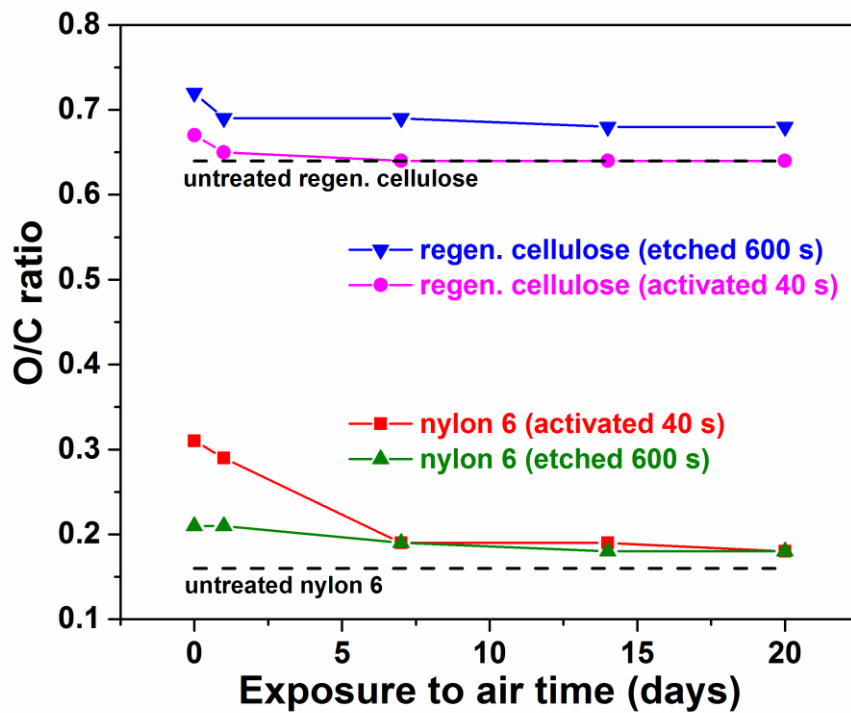 0.8
0.7
untreated regen. cellulose
0.6
regen. cellulose (etched 600 s)
0.5
regen. cellulose (activated 40 s)
O/C ratio
0.4
nylon 6 (activated 40 s)
0.3
nylon 6 (etched 600 s)
0.2
untreated nylon 6
0.1
0 5 10 15 20
Exposure to air time (days)